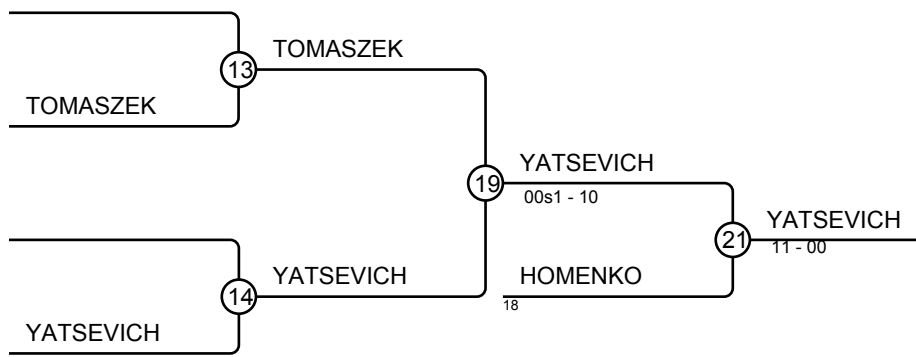 TOMASZEK
13
TOMASZEK
YATSEVICH
19
00s1 - 10
YATSEVICH
21
11 - 00
YATSEVICH
HOMENKO
14
18
YATSEVICH